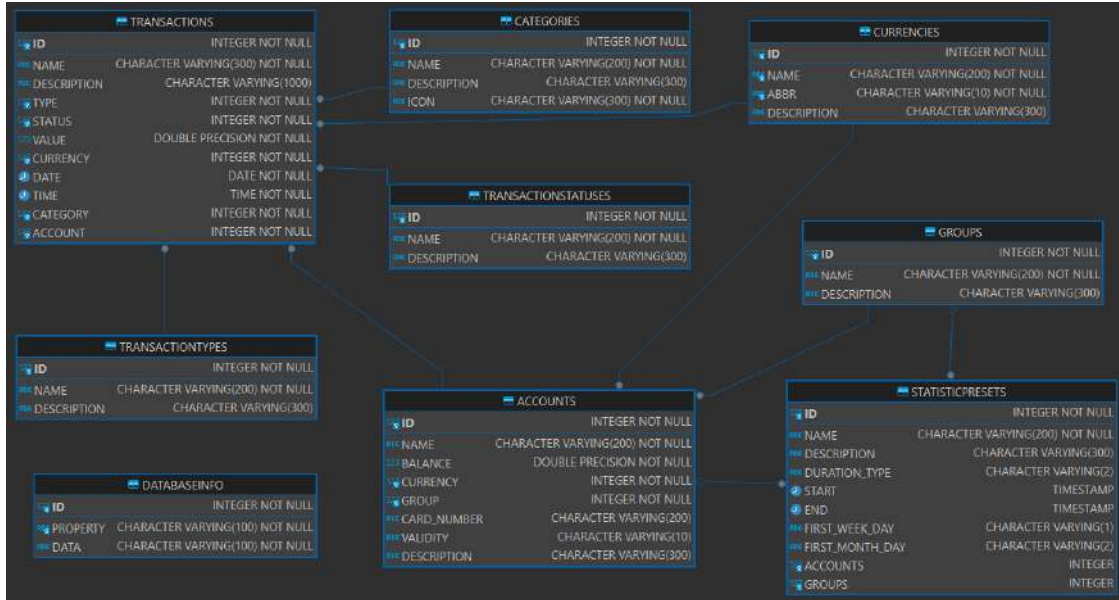 TRANSACTIONS
ID INTEGER NOT NULL
NAME CHARACTER VARYING(300) NOT NULL
DESCRIPTION CHARACTER VARYING(1000)
TYPE INTEGER NOT NULL
STATUS INTEGER NOT NULL
VALUE DOUBLE PRECISION NOT NULL
CURRENCY INTEGER NOT NULL
DATE DATE NOT NULL
TIME TIME NOT NULL
CATEGORY INTEGER NOT NULL
ACCOUNT INTEGER NOT NULL
CATEGORIES
ID INTEGER NOT NULL
NAME CHARACTER VARYING(200) NOT NULL
DESCRIPTION CHARACTER VARYING(300)
ICON CHARACTER VARYING(300) NOT NULL
CURRENCIES
ID INTEGER NOT NULL
NAME CHARACTER VARYING(200) NOT NULL
ABBR CHARACTER VARYING(10) NOT NULL
DESCRIPTION CHARACTER VARYING(300)
TRANSACTIONSTATUSES
ID INTEGER NOT NULL
NAME CHARACTER VARYING(200) NOT NULL
DESCRIPTION CHARACTER VARYING(300)
GROUPS
ID INTEGER NOT NULL
NAME CHARACTER VARYING(200) NOT NULL
DESCRIPTION CHARACTER VARYING(300)
TRANSACTIONTYPES
ID INTEGER NOT NULL
NAME CHARACTER VARYING(200) NOT NULL
DESCRIPTION CHARACTER VARYING(300)
ACCOUNTS
ID INTEGER NOT NULL
NAME CHARACTER VARYING(200) NOT NULL
BALANCE DOUBLE PRECISION NOT NULL
CURRENCY INTEGER NOT NULL
GROUP INTEGER NOT NULL
CARD_NUMBER CHARACTER VARYING(200)
VALIDITY CHARACTER VARYING(10)
DESCRIPTION CHARACTER VARYING(300)
STATISTICPRESETS
ID INTEGER NOT NULL
NAME CHARACTER VARYING(200) NOT NULL
DESCRIPTION CHARACTER VARYING(300)
DURATION_TYPE CHARACTER VARYING(2)
START TIMESTAMP
END TIMESTAMP
FIRST_WEEK_DAY CHARACTER VARYING(1)
FIRST_MONTH_DAY CHARACTER VARYING(2)
ACCOUNTS INTEGER
GROUPS INTEGER
DATABASEINFO
ID INTEGER NOT NULL
PROPERTY CHARACTER VARYING(100) NOT NULL
DATA CHARACTER VARYING(100) NOT NULL